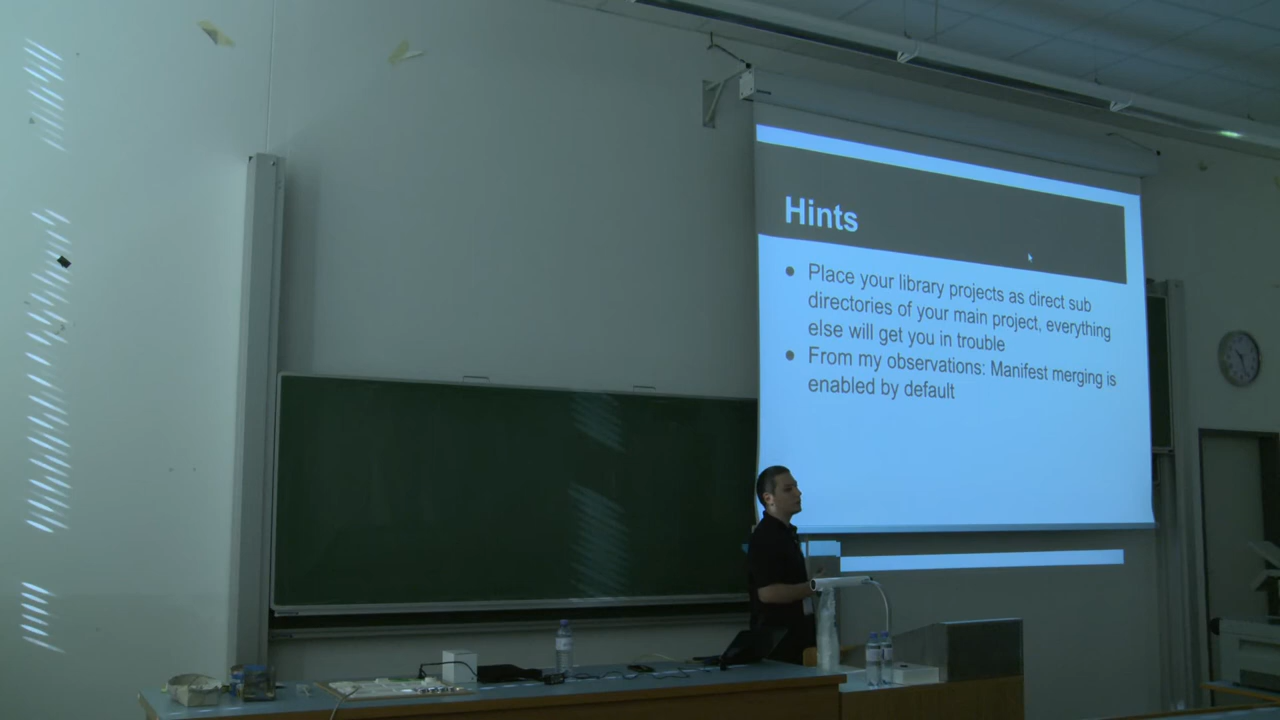 Hints
Place your library projects as direct sub
directories of your main project, everything
else will get you in trouble
From my observations: Manifest merging is
enabled by default